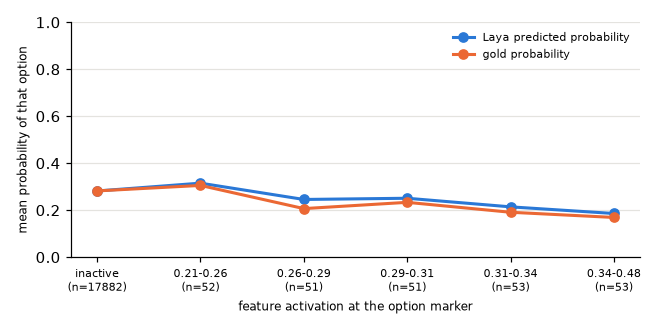 1.0
0.8
0.6
0.4
0.2
0.0
mean probability of that option
Laya predicted probability
gold probability
inactive
(n=17882)
0.21-0.26
(n=52)
0.26-0.29
(n=51)
0.29-0.31
(n=51)
0.31-0.34
(n=53)
0.34-0.48
(n=53)
feature activation at the option marker